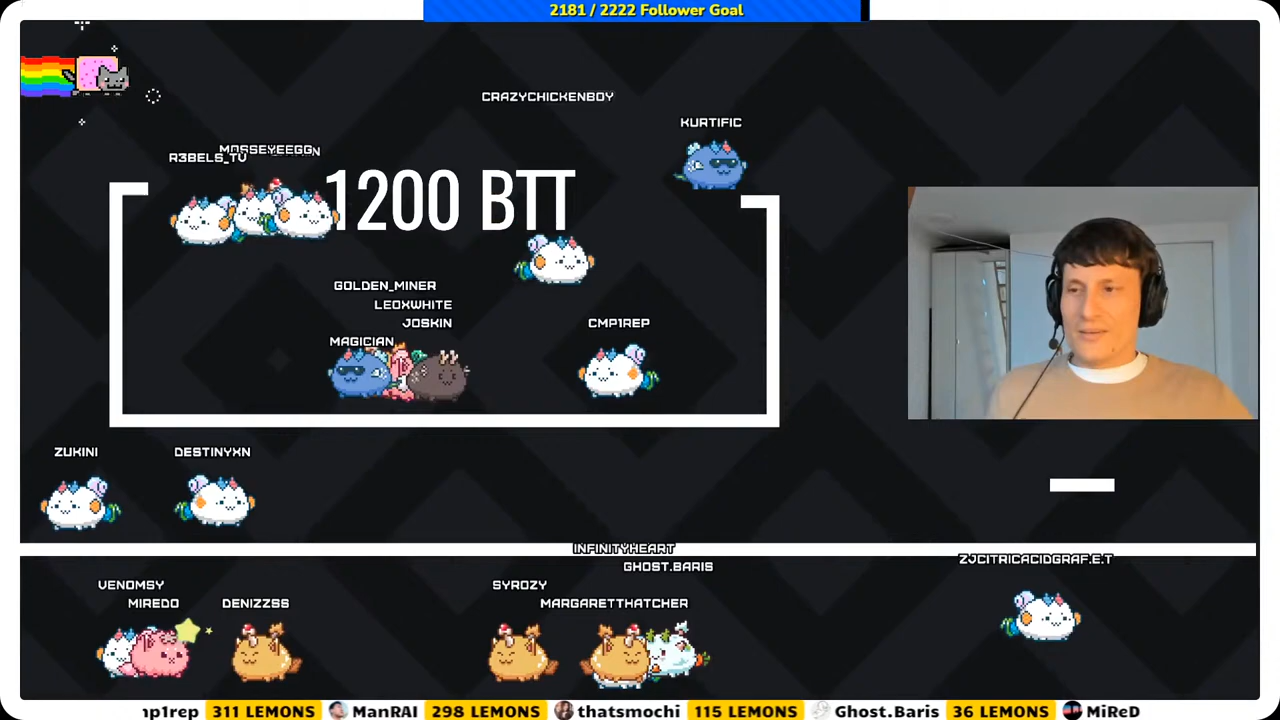 2181 / 2222 Follower Goal
CRAZYCHICKENBOY
KURTIFIC
R3BELS_TV
1200 BTT
GOLDEN_MINER
LEOXWHITE
JOSKIN
MAGICIAN
CMP1REP
ZUKINI
DESTINYXN
INFINITYHEART
ZJCITRICACIDGRAF.E.T
GHOST.BARIS
VENOMSY
SYROZY
MIREDO
DENIZZSS
MARGARETTHATCHER
np1rep 311 LEMONS ManRAI 298 LEMONS thatsmochi 115 LEMONS Ghost.Baris 36 LEMONS MiReD